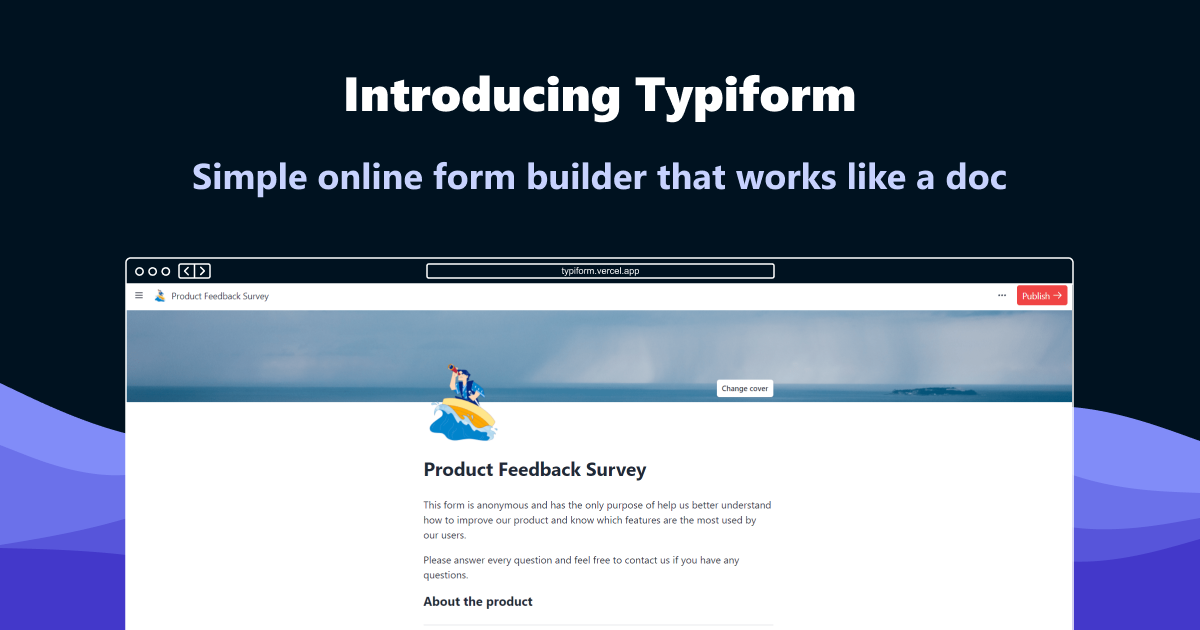 Introducing Typiform
Simple online form builder that works like a doc
typiform.vercel.app
Product Feedback Survey
Publish →
Change cover
Product Feedback Survey
This form is anonymous and has the only purpose of help us better understand
how to improve our product and know which features are the most used by
our users.
Please answer every question and feel free to contact us if you have any
questions.
About the product